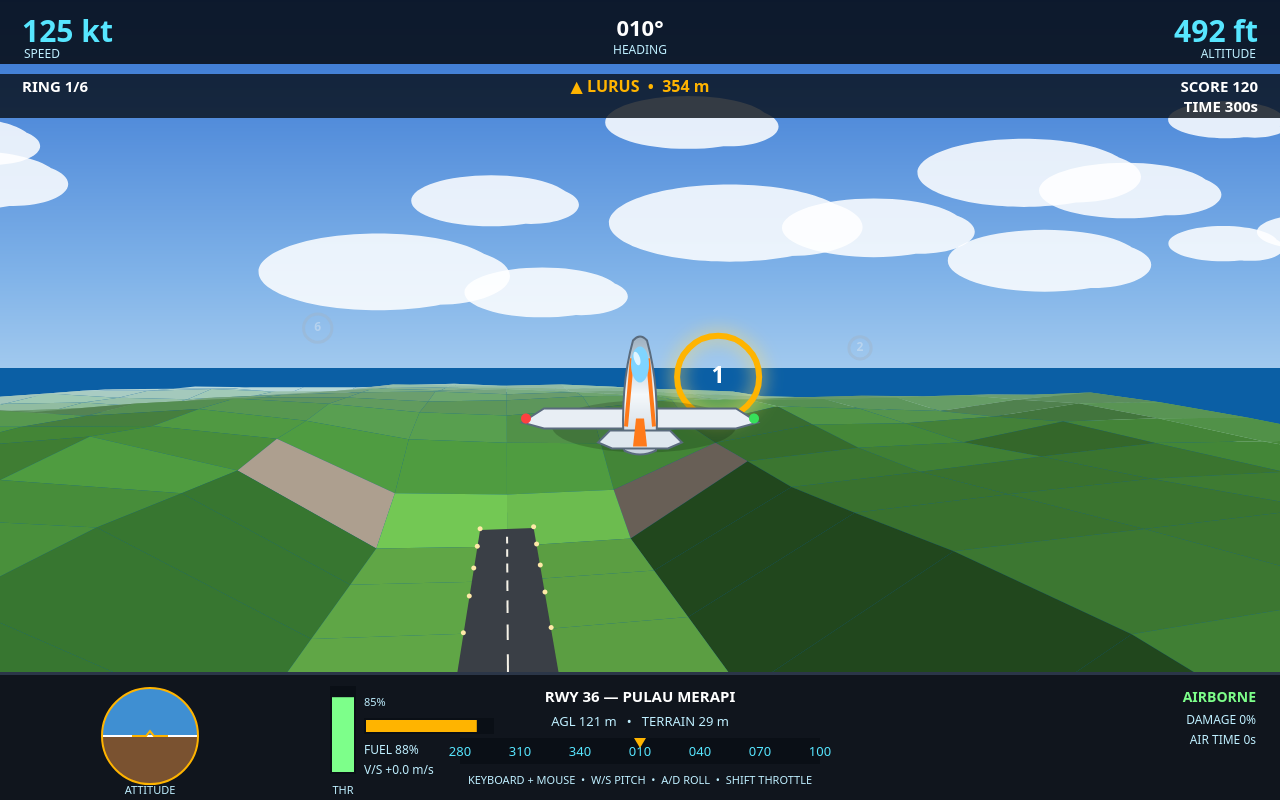 125 kt
SPEED
010°
HEADING
492 ft
ALTITUDE
RING 1/6
▲ LURUS • 354 m
SCORE 120
TIME 300s
6
1
2
85%
FUEL 88%
V/S +0.0 m/s
ATTITUDE
THR
RWY 36 — PULAU MERAPI
AGL 121 m • TERRAIN 29 m
280 310 340 010 040 070 100
KEYBOARD + MOUSE • W/S PITCH • A/D ROLL • SHIFT THROTTLE
AIRBORNE
DAMAGE 0%
AIR TIME 0s